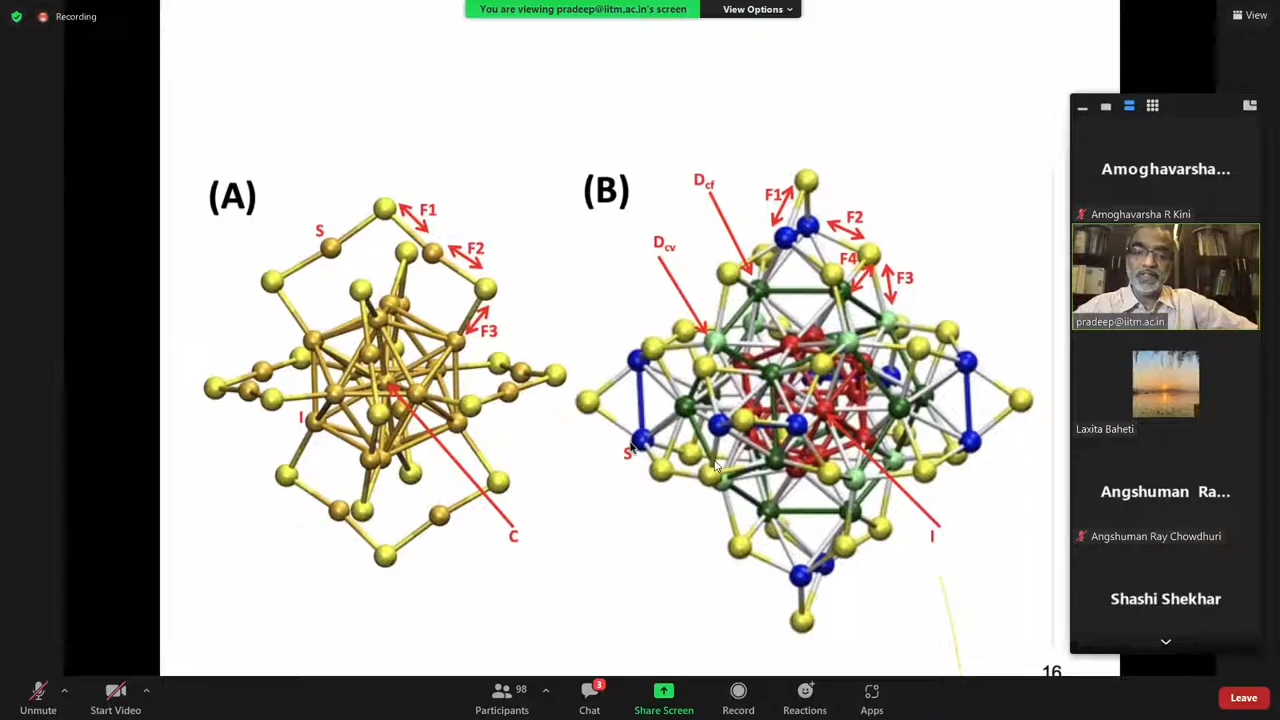 Recording
You are viewing pradeep@iitm.ac.in's screen
View Options
View
(A)
S
F1
F2
F3
I
C
(B)
Dcf
Dcv
F1
F2
F4
F3
S
I
16
Amoghavarsha...
Amoghavarsha R Kini
pradeep@iitm.ac.in
Laxita Baheti
Angshuman Ra...
Angshuman Ray Chowdhuri
Shashi Shekhar
Unmute
Start Video
98
Participants
3
Chat
Share Screen
Record
Reactions
Apps
Leave